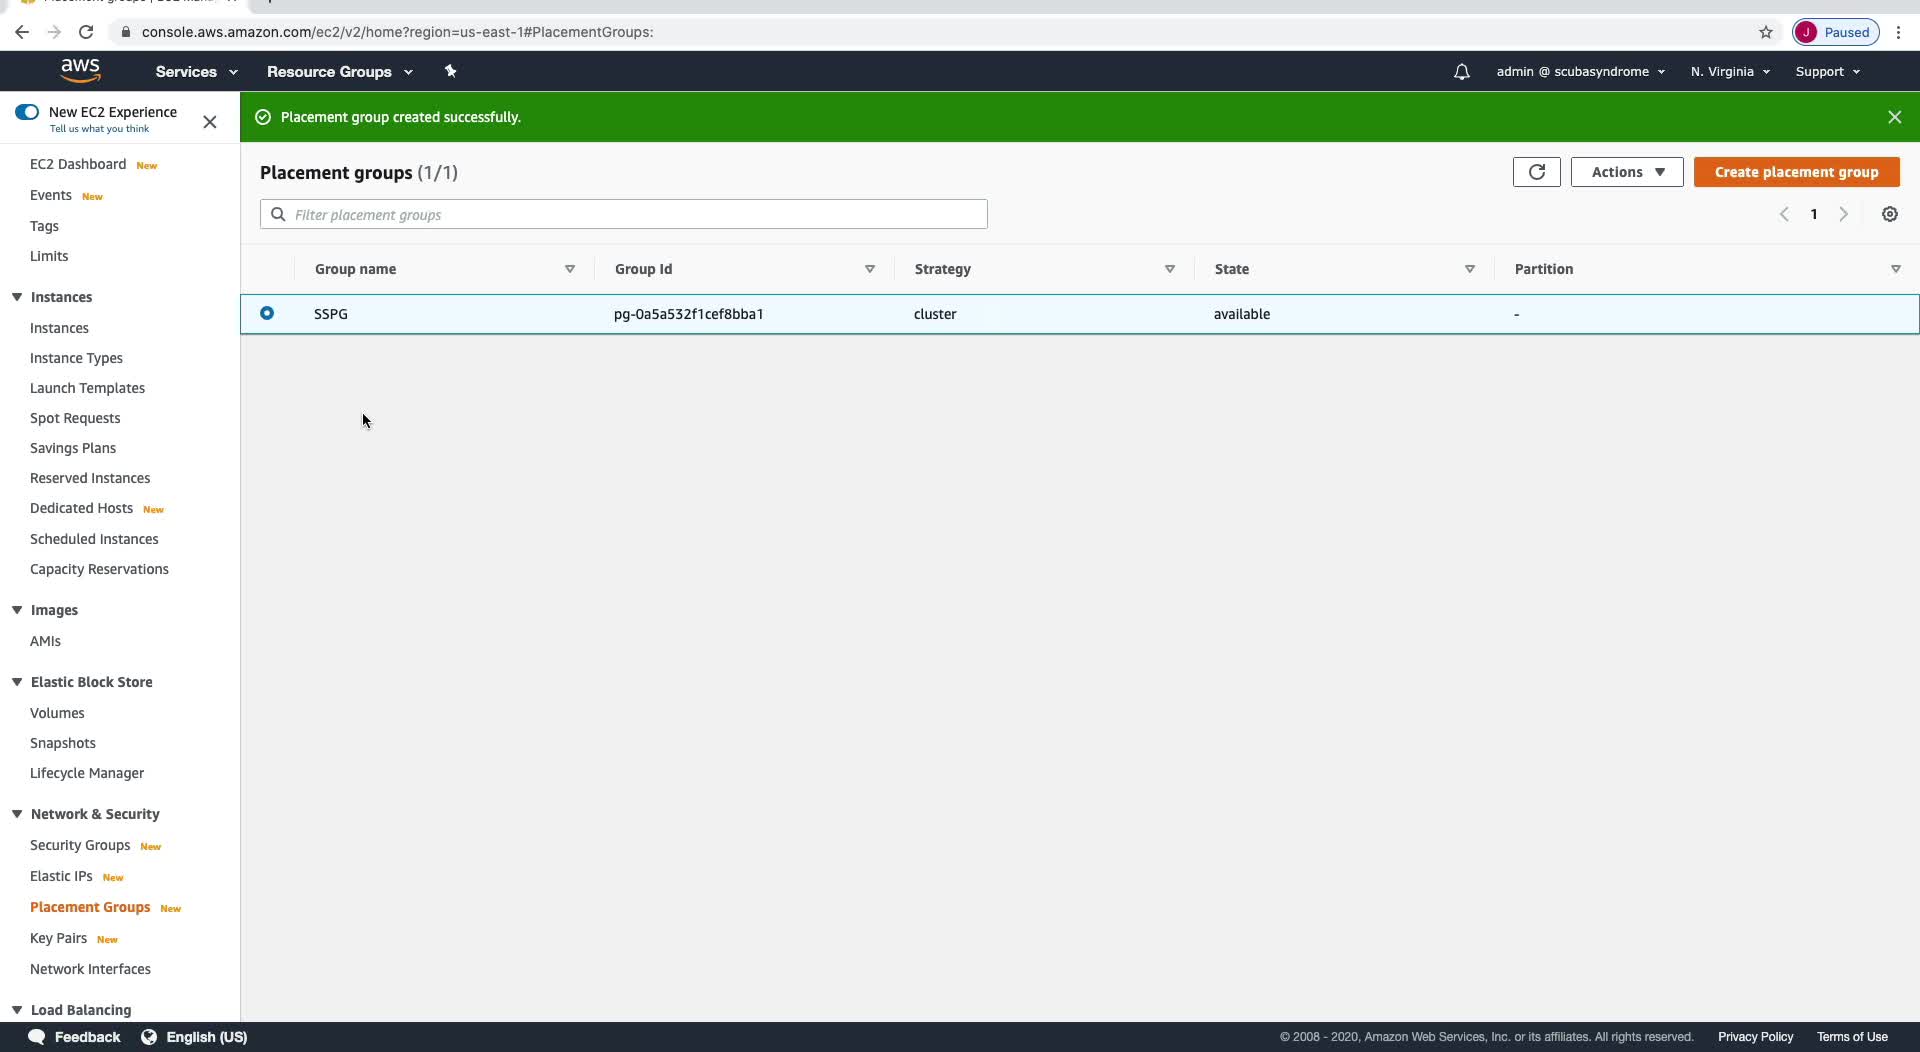 console.aws.amazon.com/ec2/v2/home?region=us-east-1#PlacementGroups:
J Paused
aws Services Resource Groups admin @ scubasyndrome N. Virginia Support
New EC2 Experience
Tell us what you think
EC2 Dashboard New
Events New
Tags
Limits
Instances
Instances
Instance Types
Launch Templates
Spot Requests
Savings Plans
Reserved Instances
Dedicated Hosts New
Scheduled Instances
Capacity Reservations
Images
AMIs
Elastic Block Store
Volumes
Snapshots
Lifecycle Manager
Network & Security
Security Groups New
Elastic IPs New
Placement Groups New
Key Pairs New
Network Interfaces
Load Balancing
Placement group created successfully.
Placement groups (1/1)
Actions
Create placement group
Filter placement groups
1
Group name Group Id Strategy State Partition
SSPG pg-0a5a532f1cef8bba1 cluster available -
Feedback English (US)
© 2008 - 2020, Amazon Web Services, Inc. or its affiliates. All rights reserved. Privacy Policy Terms of Use